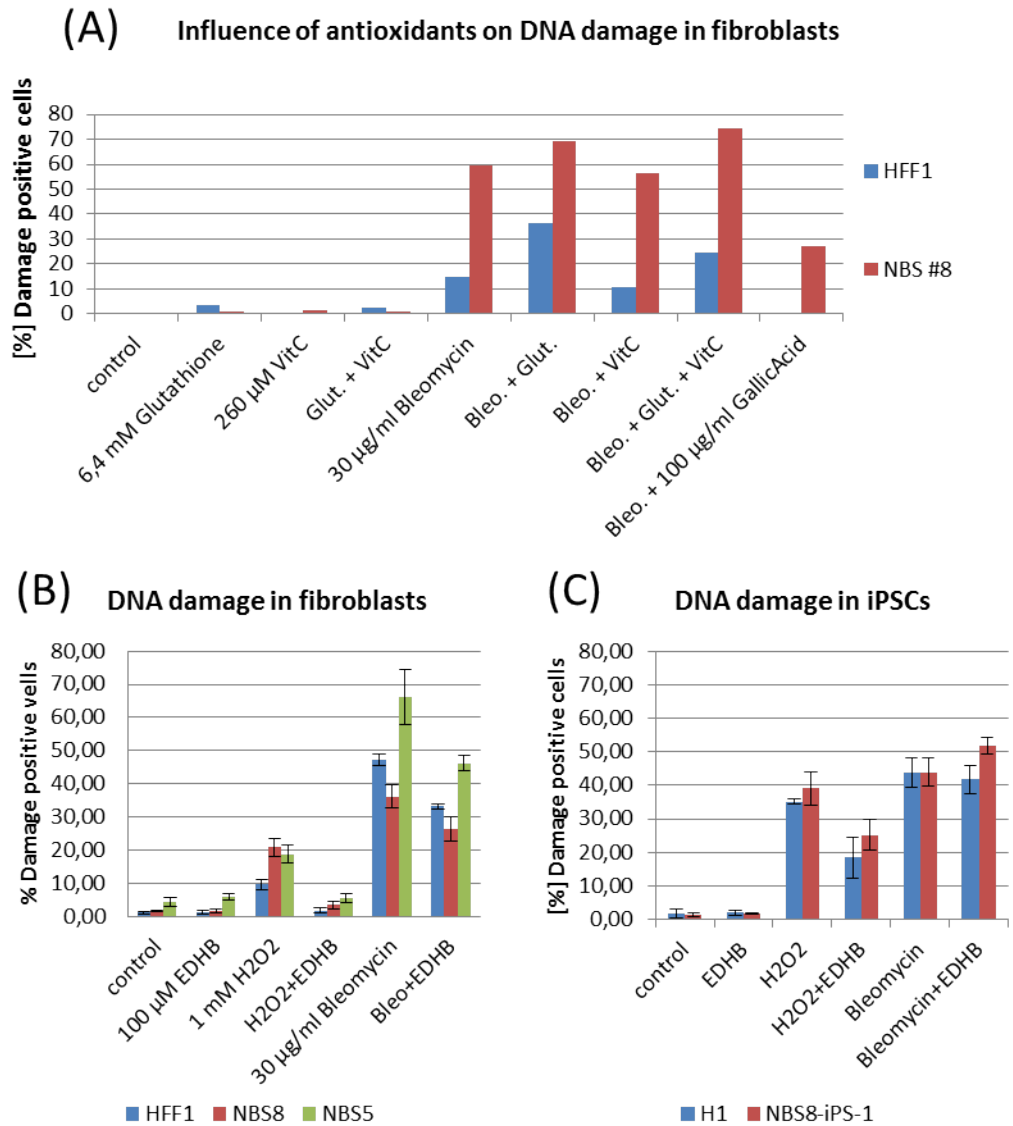 (A) Influence of antioxidants on DNA damage in fibroblasts
[%] Damage positive cells
80
70
60
50
40
30
20
10
0
control
6,4 mM Glutathione
260 µM VitC
Glut. + VitC
30 µg/ml Bleomycin
Bleo. + Glut.
Bleo. + VitC
Bleo. + Glut. + VitC
Bleo. + 100 µg/ml GallicAcid
HFF1
NBS #8
(B) DNA damage in fibroblasts
% Damage positive vells
80,00
70,00
60,00
50,00
40,00
30,00
20,00
10,00
0,00
control
100 µM EDHB
1 mM H2O2
H2O2+EDHB
30 µg/ml Bleomycin
Bleo+EDHB
HFF1 NBS8 NBS5
(C) DNA damage in iPSCs
[%] Damage positive cells
80,00
70,00
60,00
50,00
40,00
30,00
20,00
10,00
0,00
control
EDHB
H2O2
H2O2+EDHB
Bleomycin
Bleomycin+EDHB
H1 NBS8-iPS-1